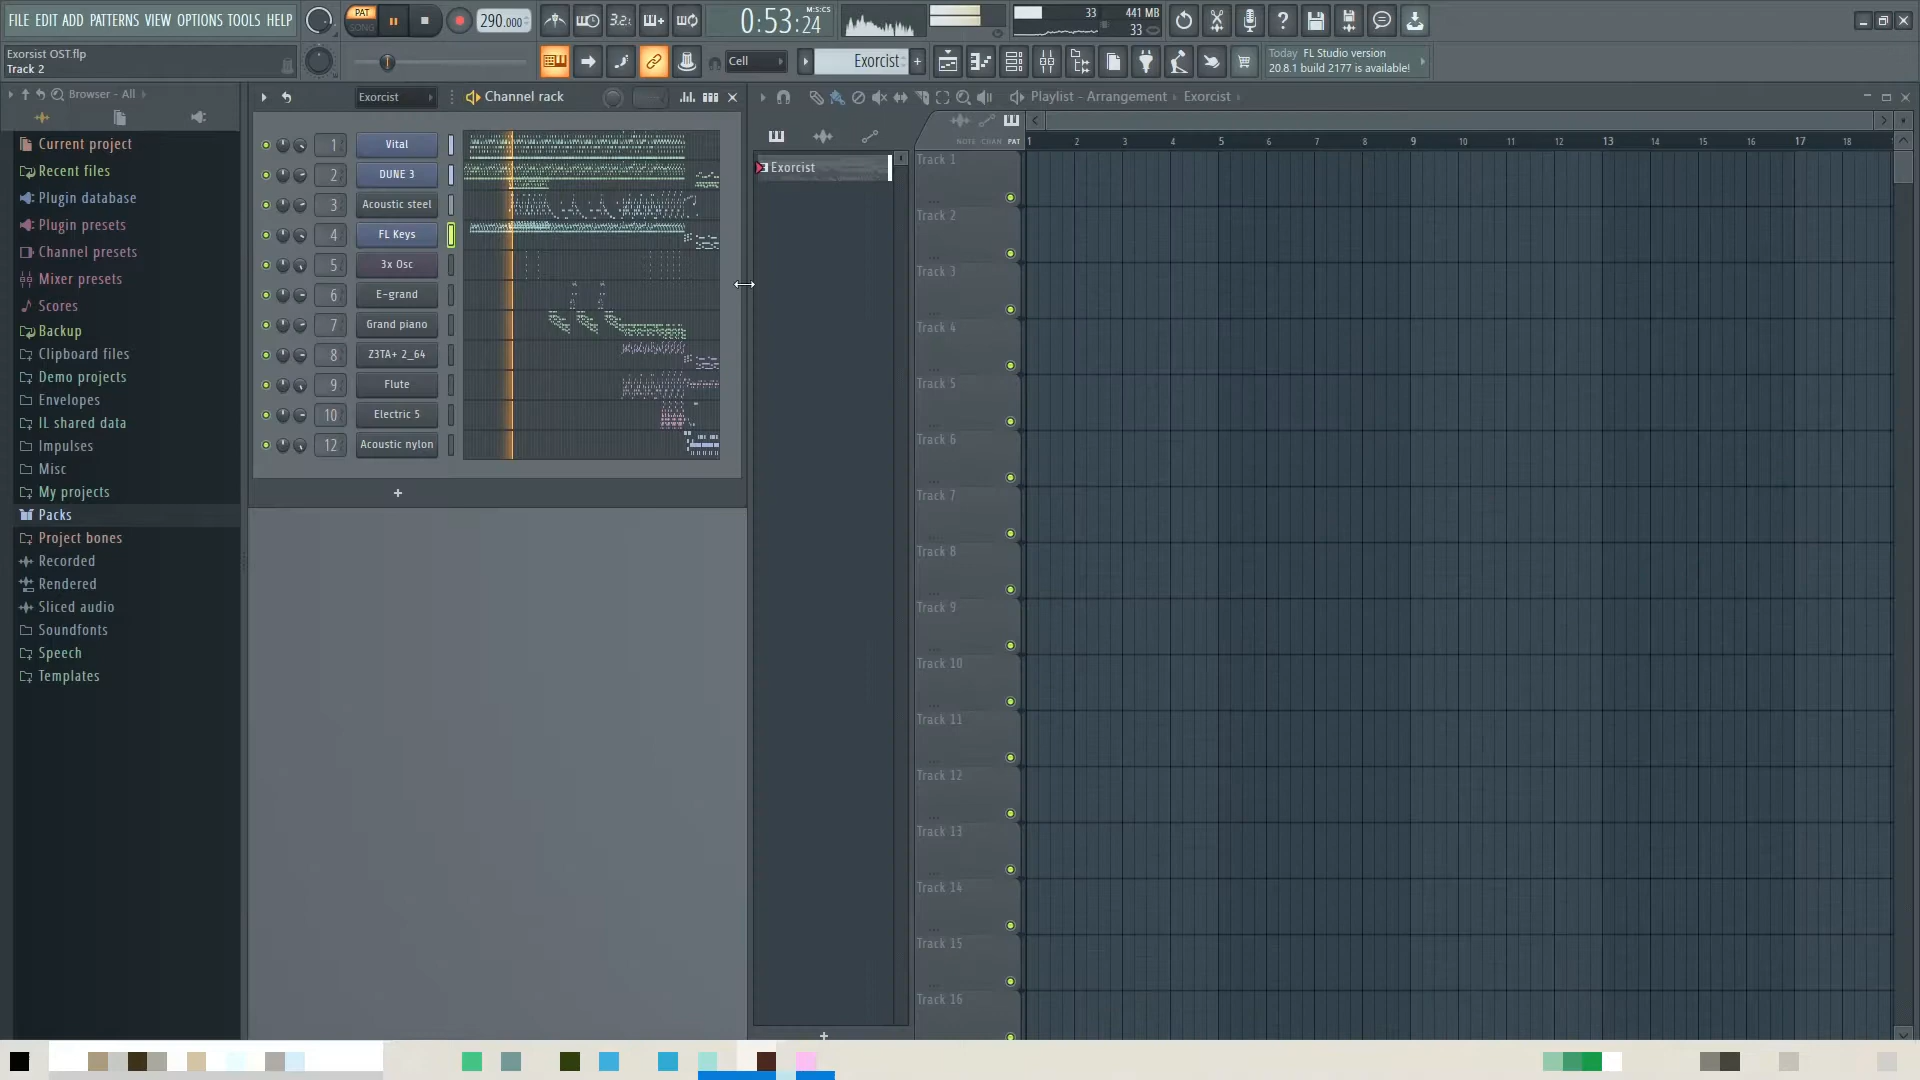 FILE EDIT ADD PATTERNS VIEW OPTIONS TOOLS HELP
PAT
SONG
290.000
3.2.
0:53:24
M:S:CS
33
441 MB
33
Exorcist OST.flp
Track 2
Cell
Exorcist
+
Today FL Studio version
20.8.1 build 2177 is available!
Browser - All
Current project
Recent files
Plugin database
Plugin presets
Channel presets
Mixer presets
Scores
Backup
Clipboard files
Demo projects
Envelopes
IL shared data
Impulses
Misc
My projects
Packs
Project bones
Recorded
Rendered
Sliced audio
Soundfonts
Speech
Templates
Exorcist
Channel rack
1 Vital
2 DUNE 3
3 Acoustic steel
4 FL Keys
5 3x Osc
6 E-grand
7 Grand piano
8 Z3TA+ 2_64
9 Flute
10 Electric 5
12 Acoustic nylon
+
Playlist - Arrangement Exorcist
NOTE CHAN PAT
1 2 3 4 5 6 7 8 9 10 11 12 13 14 15 16 17 18
Exorcist
+
Track 1
Track 2
Track 3
Track 4
Track 5
Track 6
Track 7
Track 8
Track 9
Track 10
Track 11
Track 12
Track 13
Track 14
Track 15
Track 16